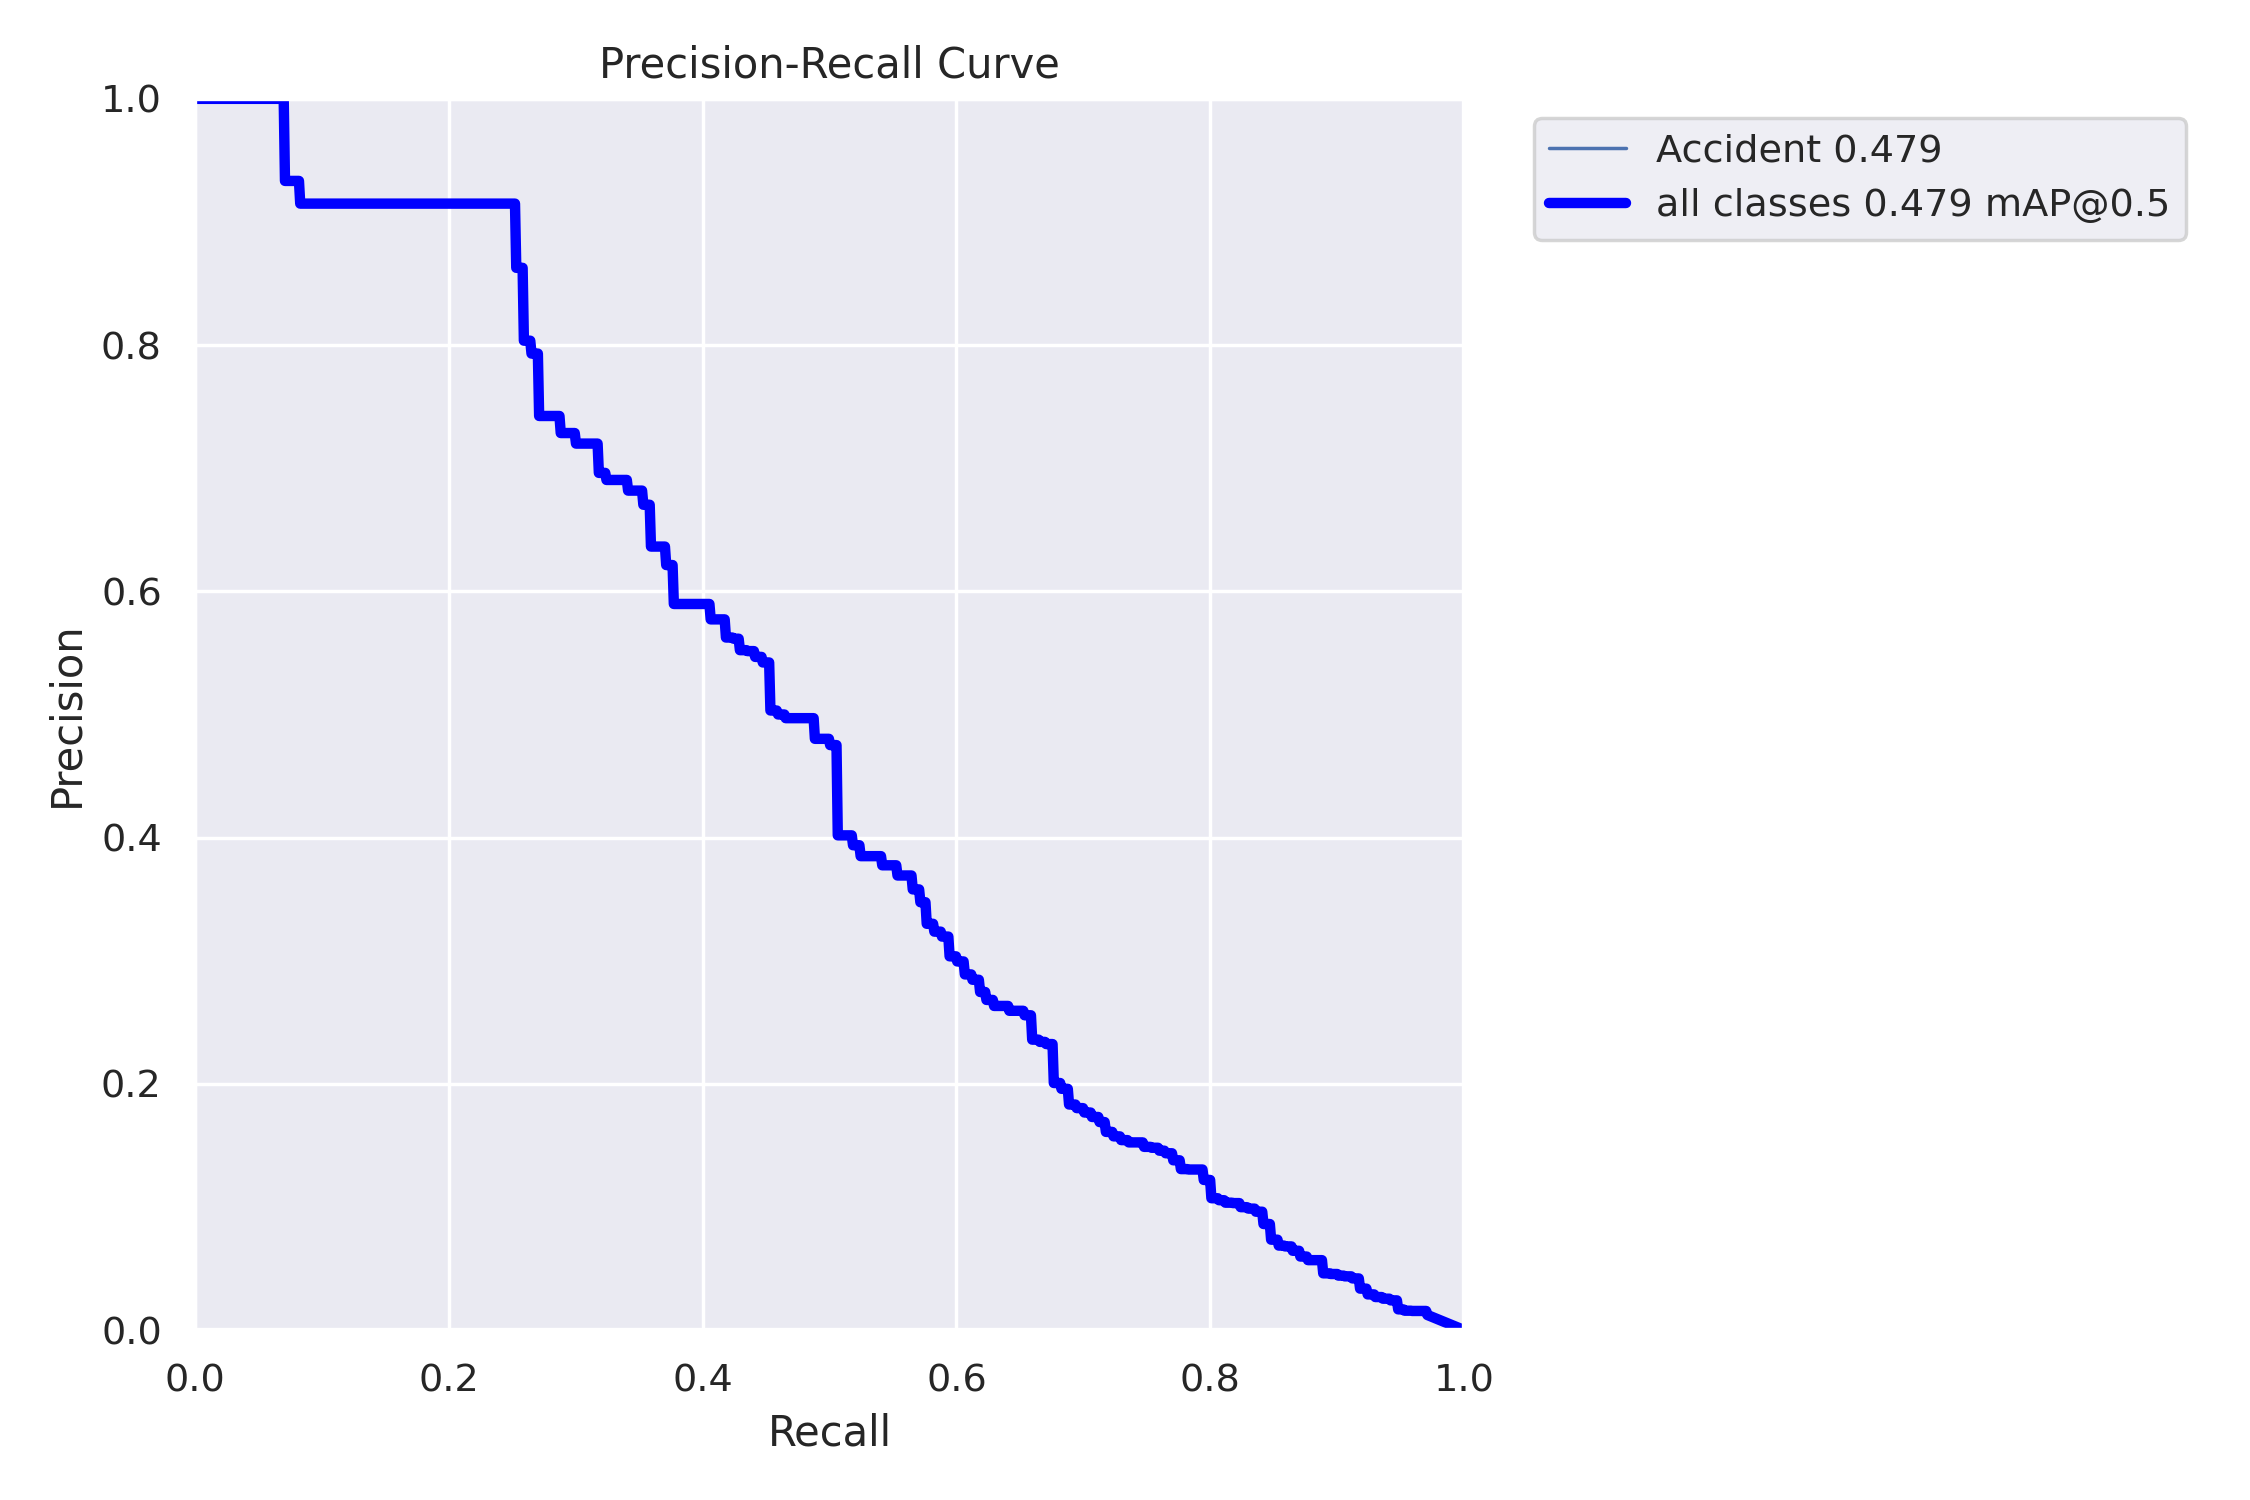 Precision-Recall Curve
Accident 0.479
all classes 0.479 mAP@0.5
1.0
0.8
0.6
0.4
0.2
0.0
Precision
0.0 0.2 0.4 0.6 0.8 1.0
Recall